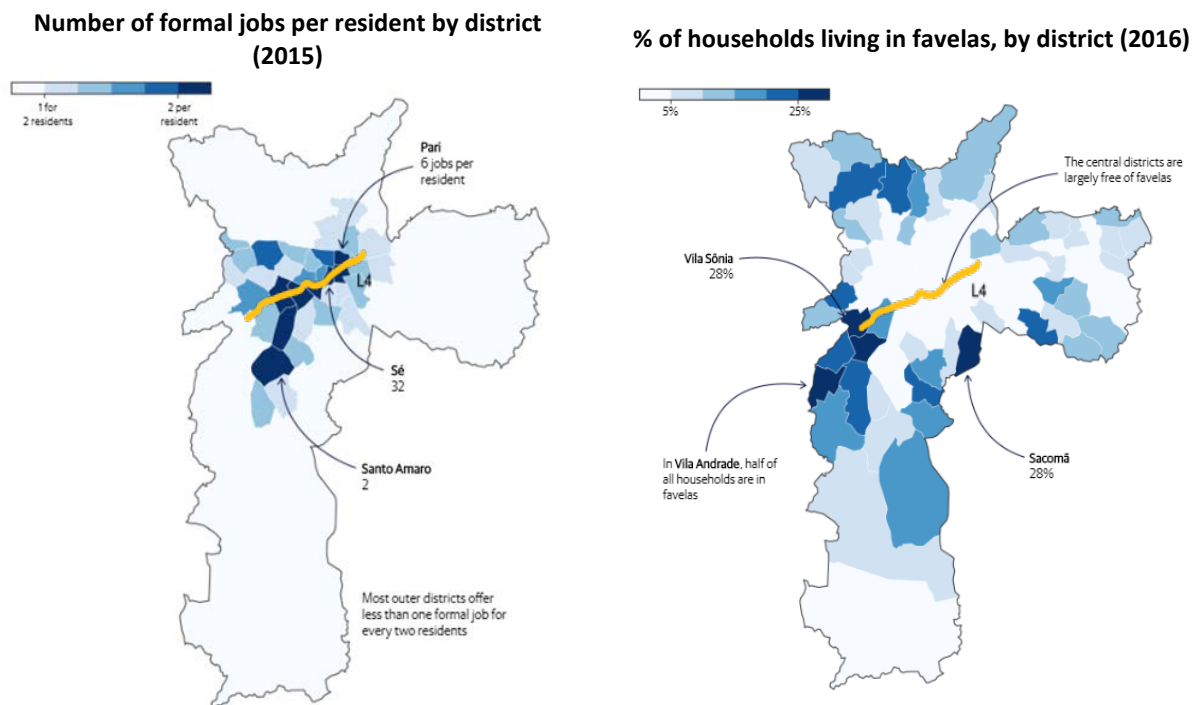 Number of formal jobs per resident by district
(2015)
1 for
2 residents
2 per
resident
Pari
6 jobs per
resident
L4
Sé
32
Santo Amaro
2
Most outer districts offer
less than one formal job for
every two residents
% of households living in favelas, by district (2016)
5%
25%
The central districts are
largely free of favelas
Vila Sônia
28%
L4
In Vila Andrade, half of
all households are in
favelas
Sacomã
28%